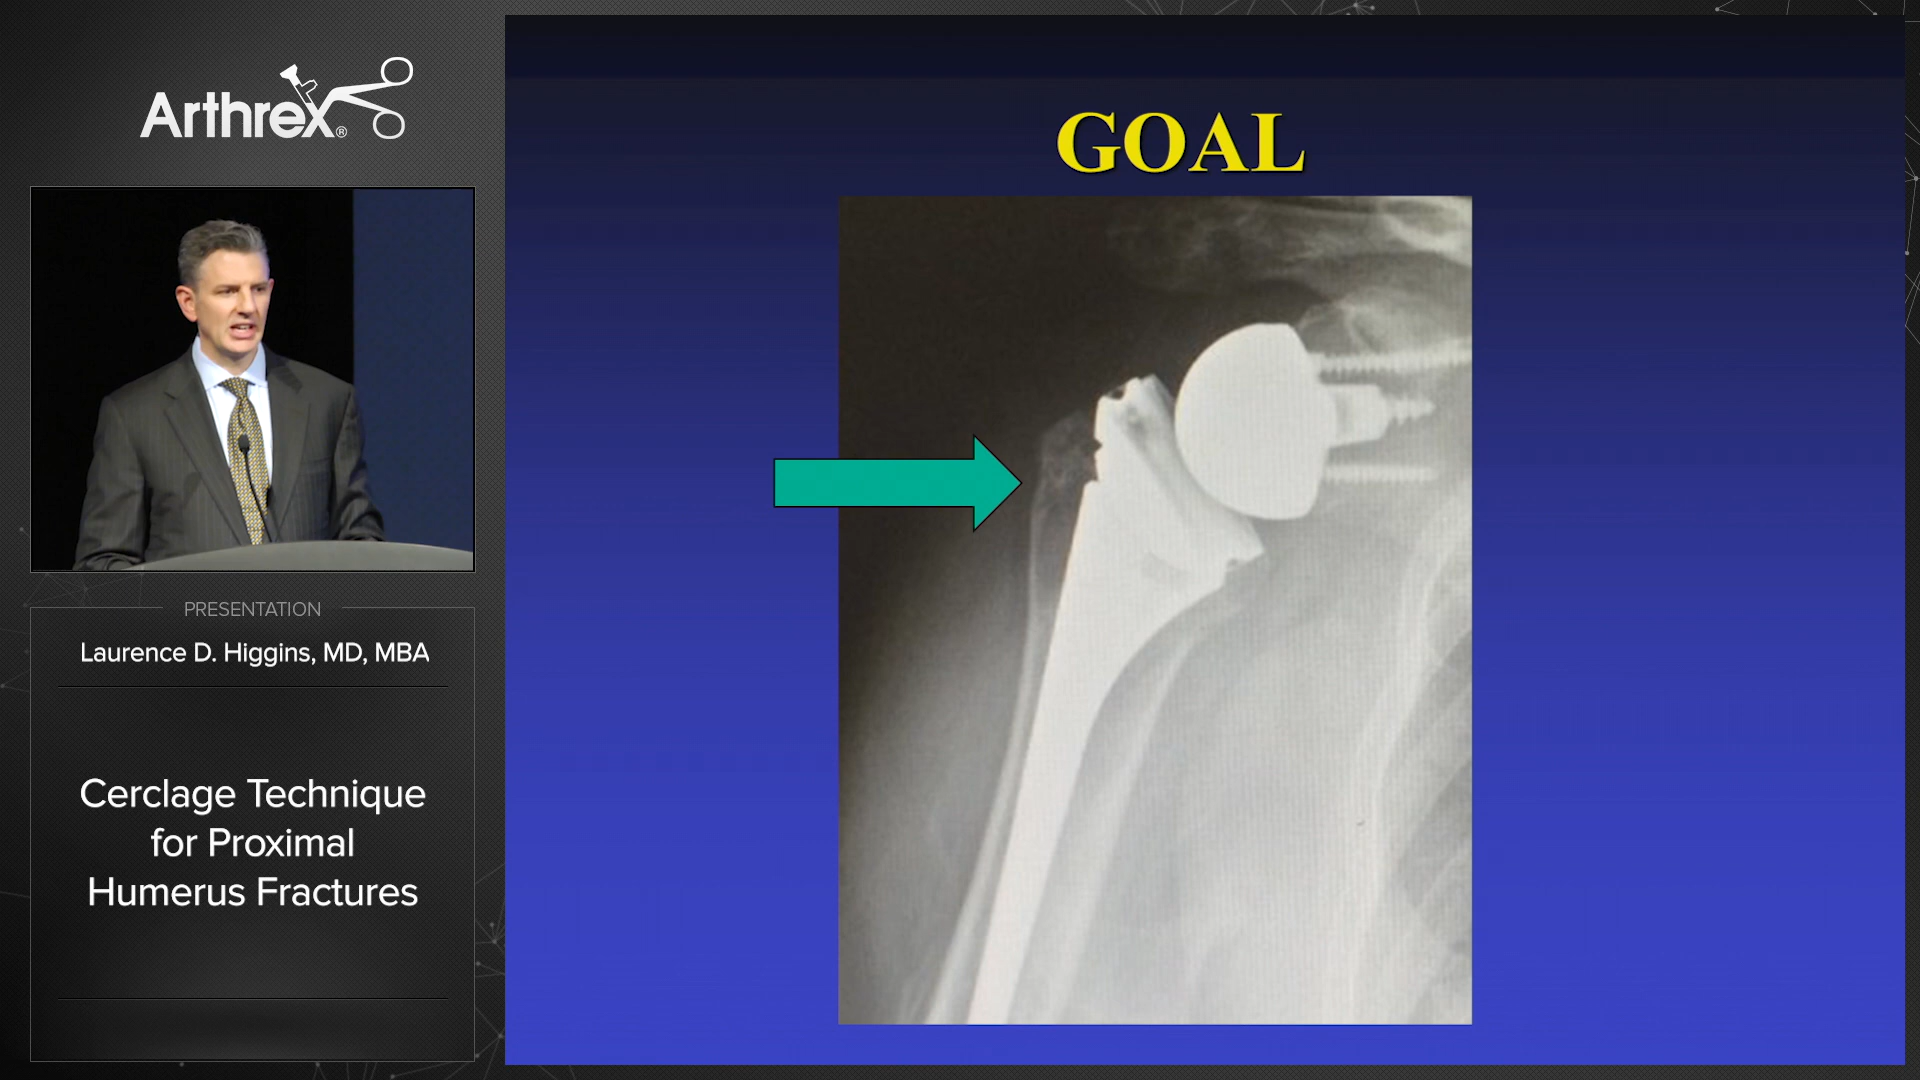 Arthrex®
GOAL
PRESENTATION
Laurence D. Higgins, MD, MBA
Cerclage Technique
for Proximal
Humerus Fractures